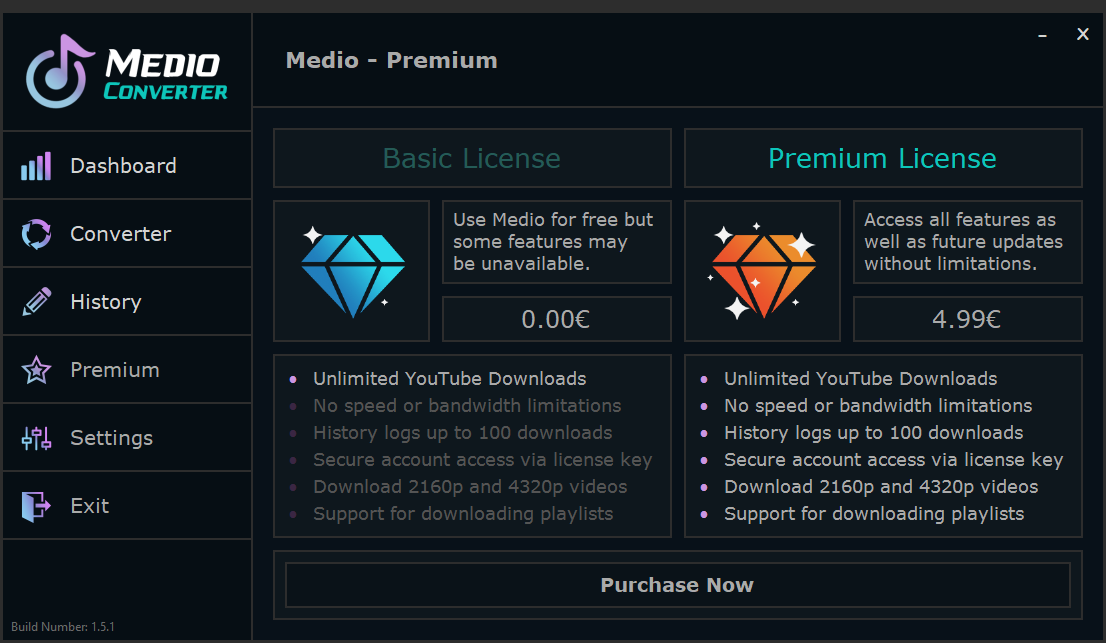 MEDIO
CONVERTER
Dashboard
Converter
History
Premium
Settings
Exit
Build Number: 1.5.1
Medio - Premium
– X
Basic License
Use Medio for free but
some features may
be unavailable.
0.00€
• Unlimited YouTube Downloads
• No speed or bandwidth limitations
• History logs up to 100 downloads
• Secure account access via license key
• Download 2160p and 4320p videos
• Support for downloading playlists
Premium License
Access all features as
well as future updates
without limitations.
4.99€
• Unlimited YouTube Downloads
• No speed or bandwidth limitations
• History logs up to 100 downloads
• Secure account access via license key
• Download 2160p and 4320p videos
• Support for downloading playlists
Purchase Now